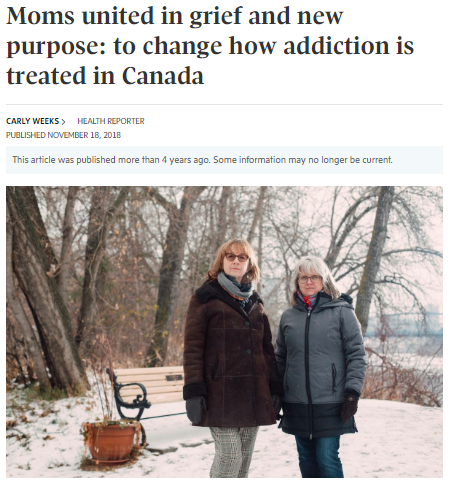 Moms united in grief and new
purpose: to change how addiction is
treated in Canada
CARLY WEEKS > HEALTH REPORTER
PUBLISHED NOVEMBER 18, 2018
This article was published more than 4 years ago. Some information may no longer be current.